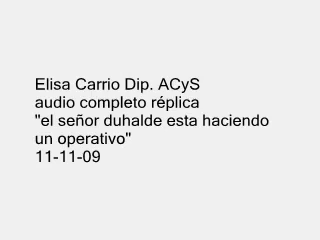 Elisa Carrio Dip. ACyS
audio completo réplica
"el señor duhalde esta haciendo
un operativo"
11-11-09